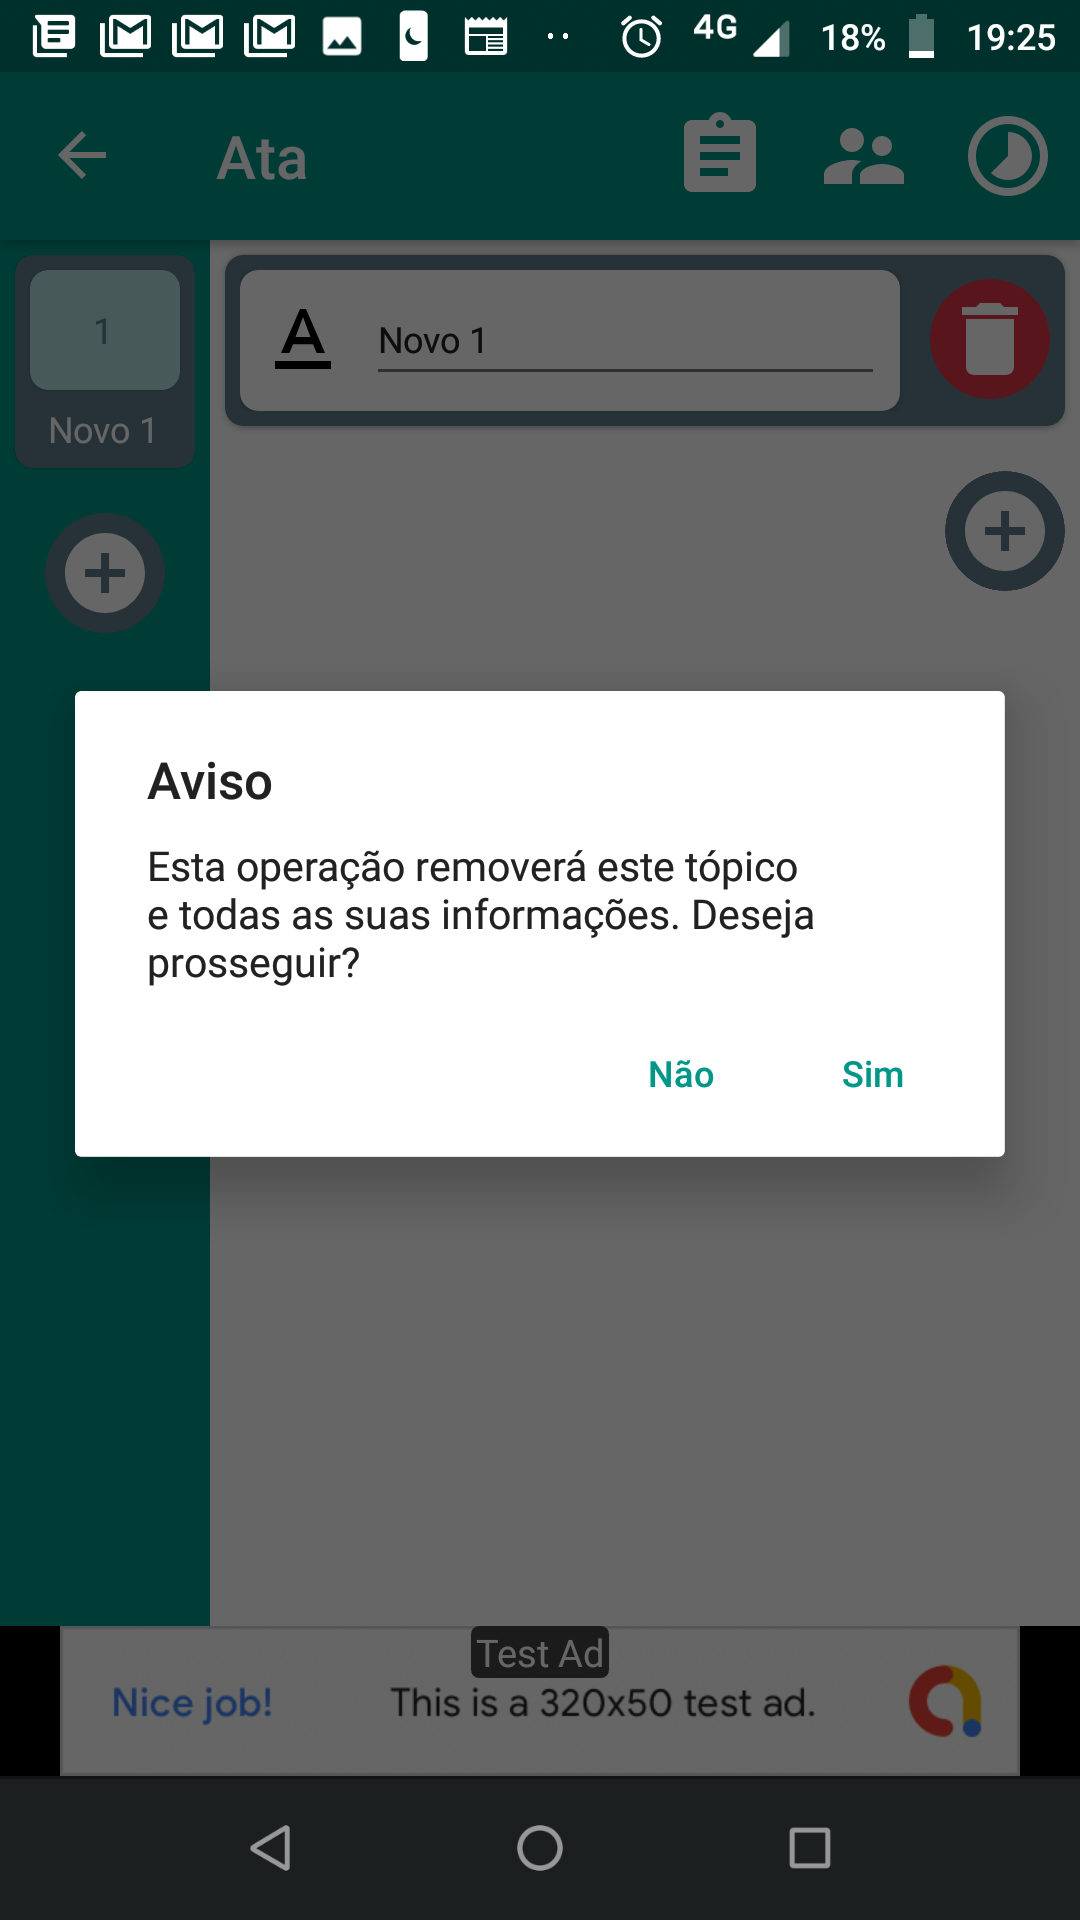 4G 18% 19:25
Ata
1
Novo 1
A Novo 1
Aviso
Esta operação removerá este tópico
e todas as suas informações. Deseja
prosseguir?
Não Sim
Test Ad
Nice job! This is a 320x50 test ad.